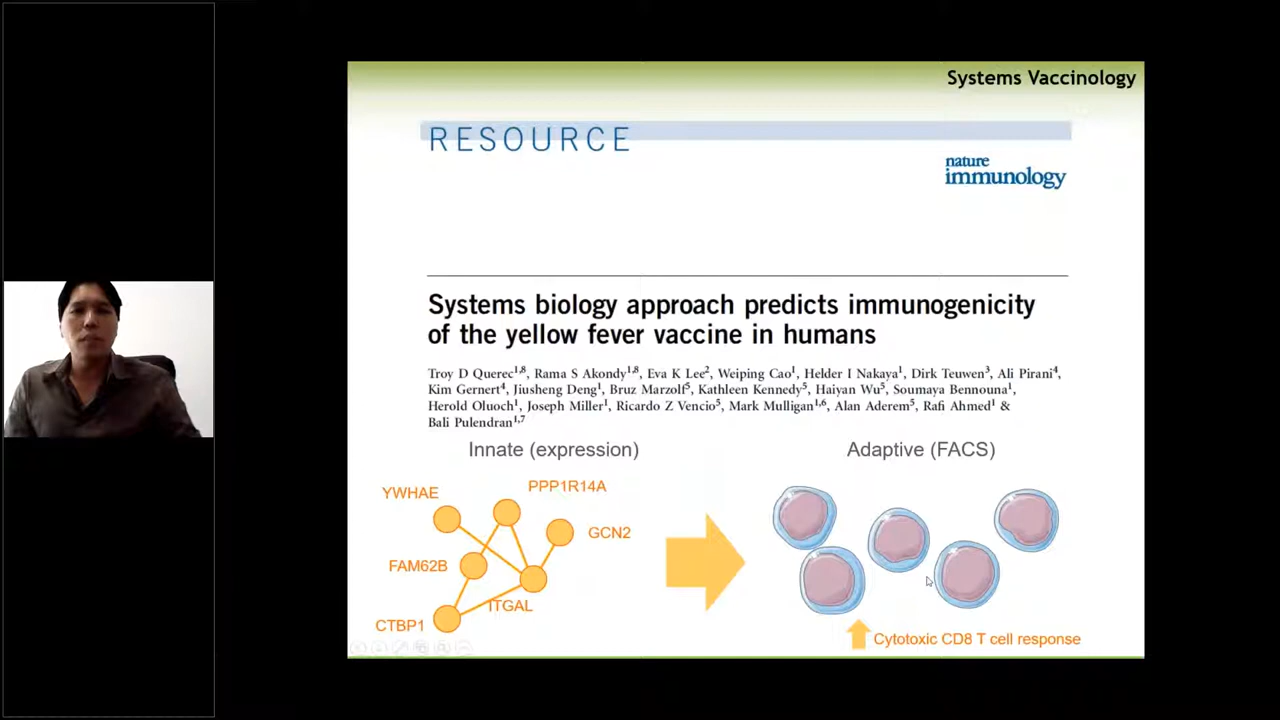 Systems Vaccinology
RESOURCE
nature
immunology
Systems biology approach predicts immunogenicity
of the yellow fever vaccine in humans
Troy D Querec1,8, Rama S Akondy1,8, Eva K Lee2, Weiping Cao1, Helder I Nakaya1, Dirk Teuwen3, Ali Pirani4,
Kim Gernert4, Jiusheng Deng1, Bruz Marzolf5, Kathleen Kennedy5, Haiyan Wu5, Soumaya Bennouna1,
Herold Oluoch1, Joseph Miller1, Ricardo Z Vencio5, Mark Mulligan1,6, Alan Aderem5, Rafi Ahmed1 &
Bali Pulendran1,7
Innate (expression)
Adaptive (FACS)
YWHAE
PPP1R14A
GCN2
FAM62B
ITGAL
CTBP1
Cytotoxic CD8 T cell response